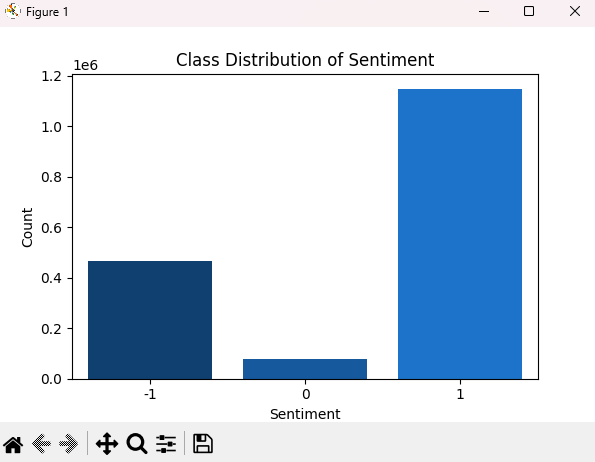 Figure 1
Class Distribution of Sentiment
1e6
1.2
1.0
0.8
0.6
0.4
0.2
0.0
Count
-1 0 1
Sentiment